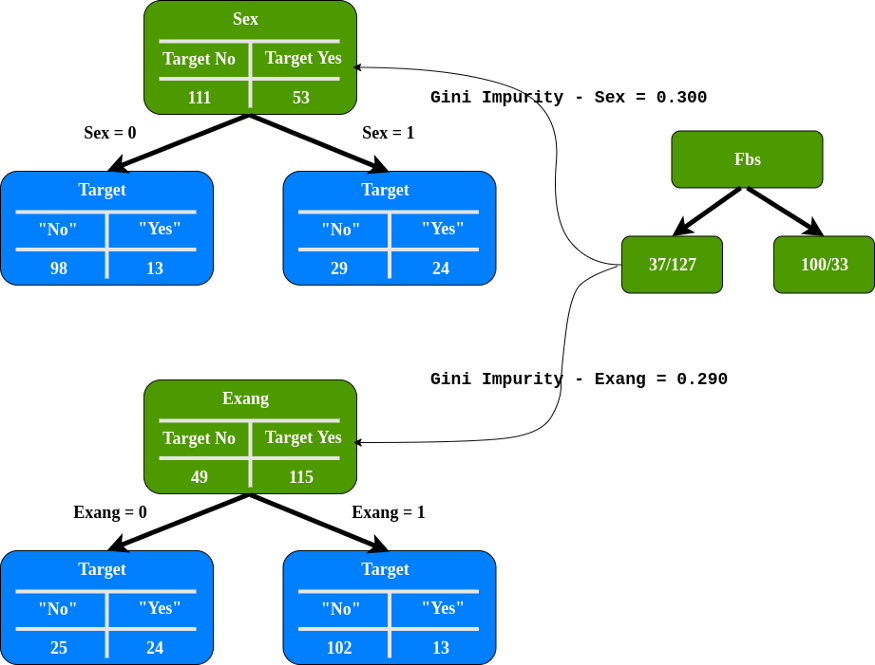 Sex
Target No Target Yes
111 53
Gini Impurity - Sex = 0.300
Sex = 0 Sex = 1
Target
"No" "Yes"
98 13
Target
"No" "Yes"
29 24
Fbs
37/127 100/33
Gini Impurity - Exang = 0.290
Exang
Target No Target Yes
49 115
Exang = 0 Exang = 1
Target
"No" "Yes"
25 24
Target
"No" "Yes"
102 13